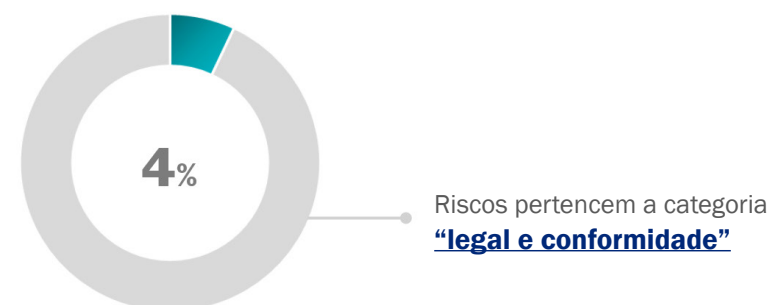 4%
Riscos pertencem a categoria
“legal e conformidade”